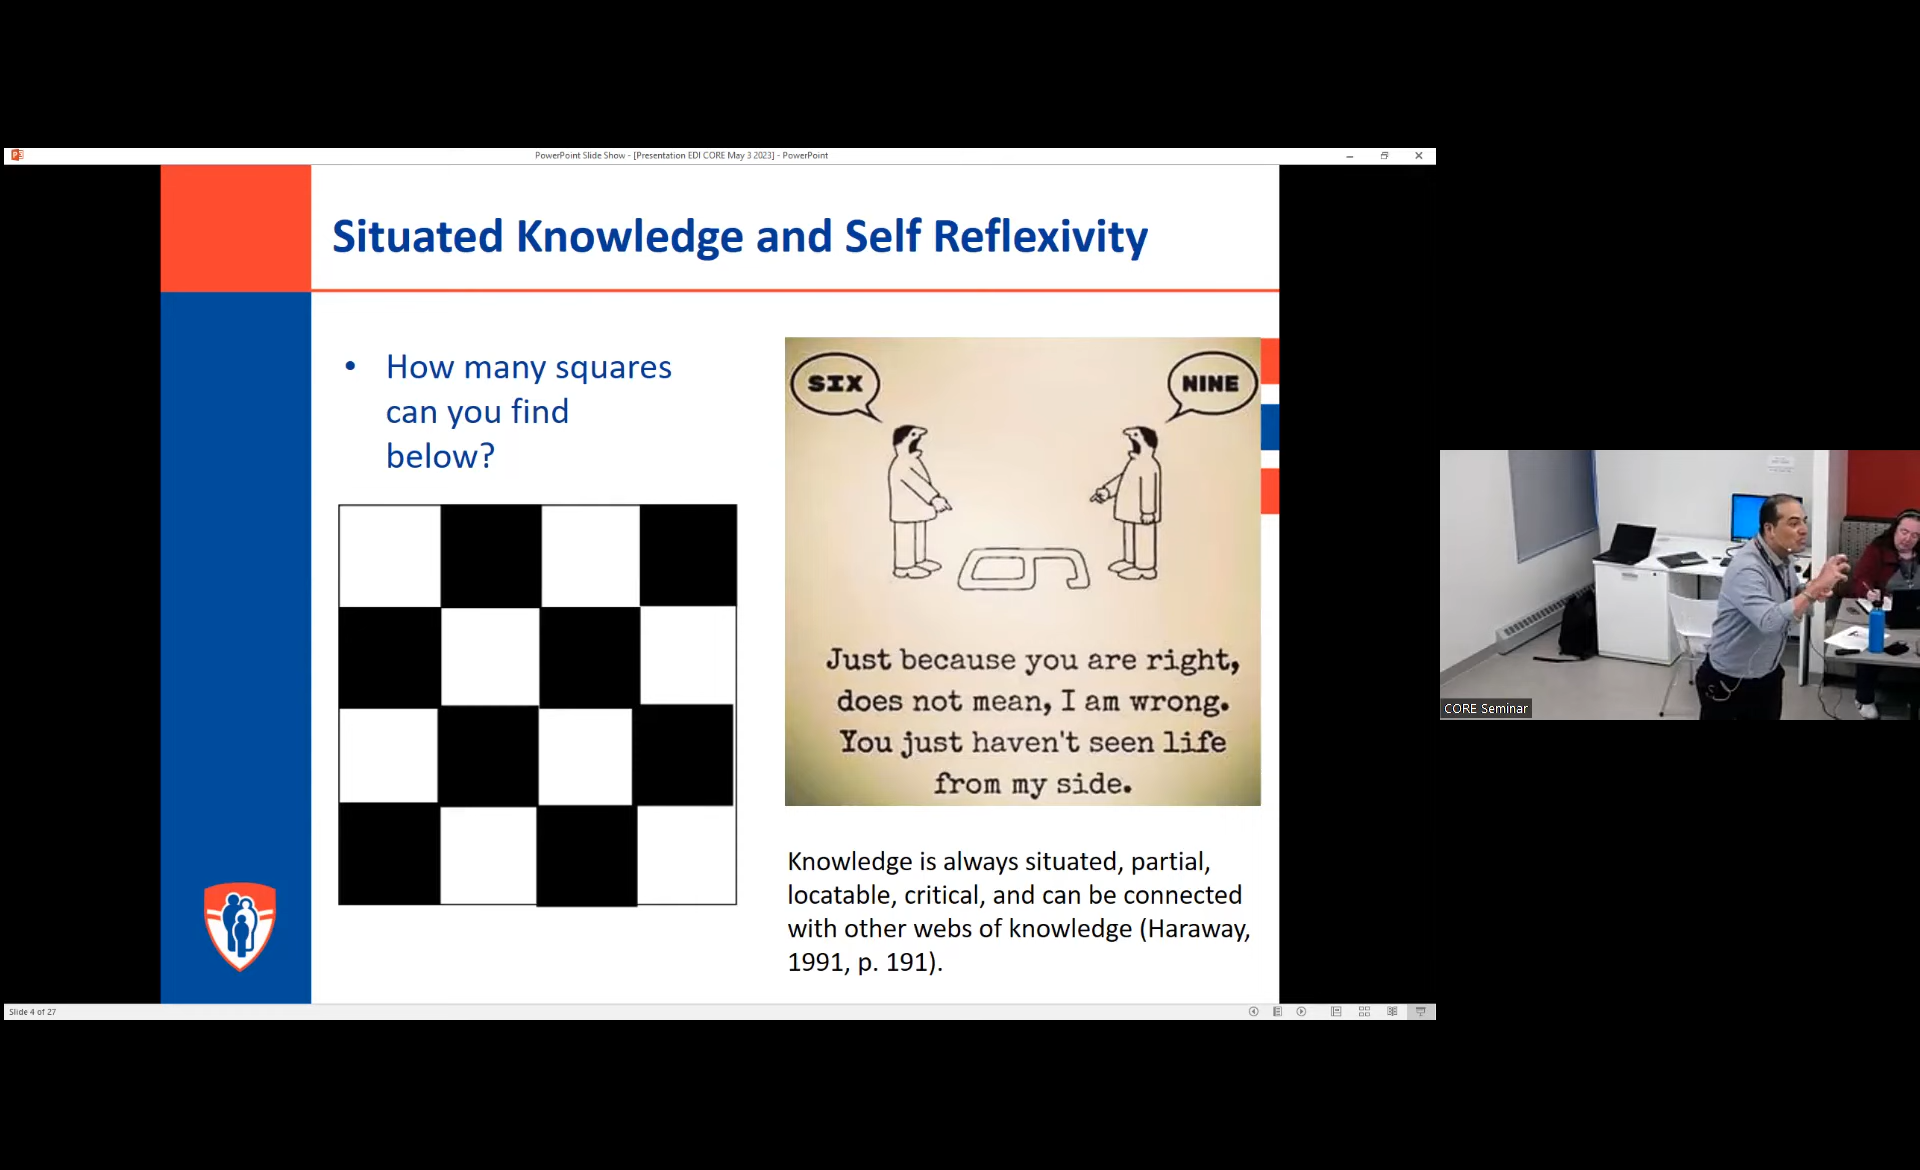 PowerPoint Slide Show - [Presentation EDI CORE May 3 2023] - PowerPoint
Situated Knowledge and Self Reflexivity
• How many squares
can you find
below?
SIX
NINE
Just because you are right,
does not mean, I am wrong.
You just haven't seen life
from my side.
Knowledge is always situated, partial,
locatable, critical, and can be connected
with other webs of knowledge (Haraway,
1991, p. 191).
CORE Seminar
Slide 4 of 27